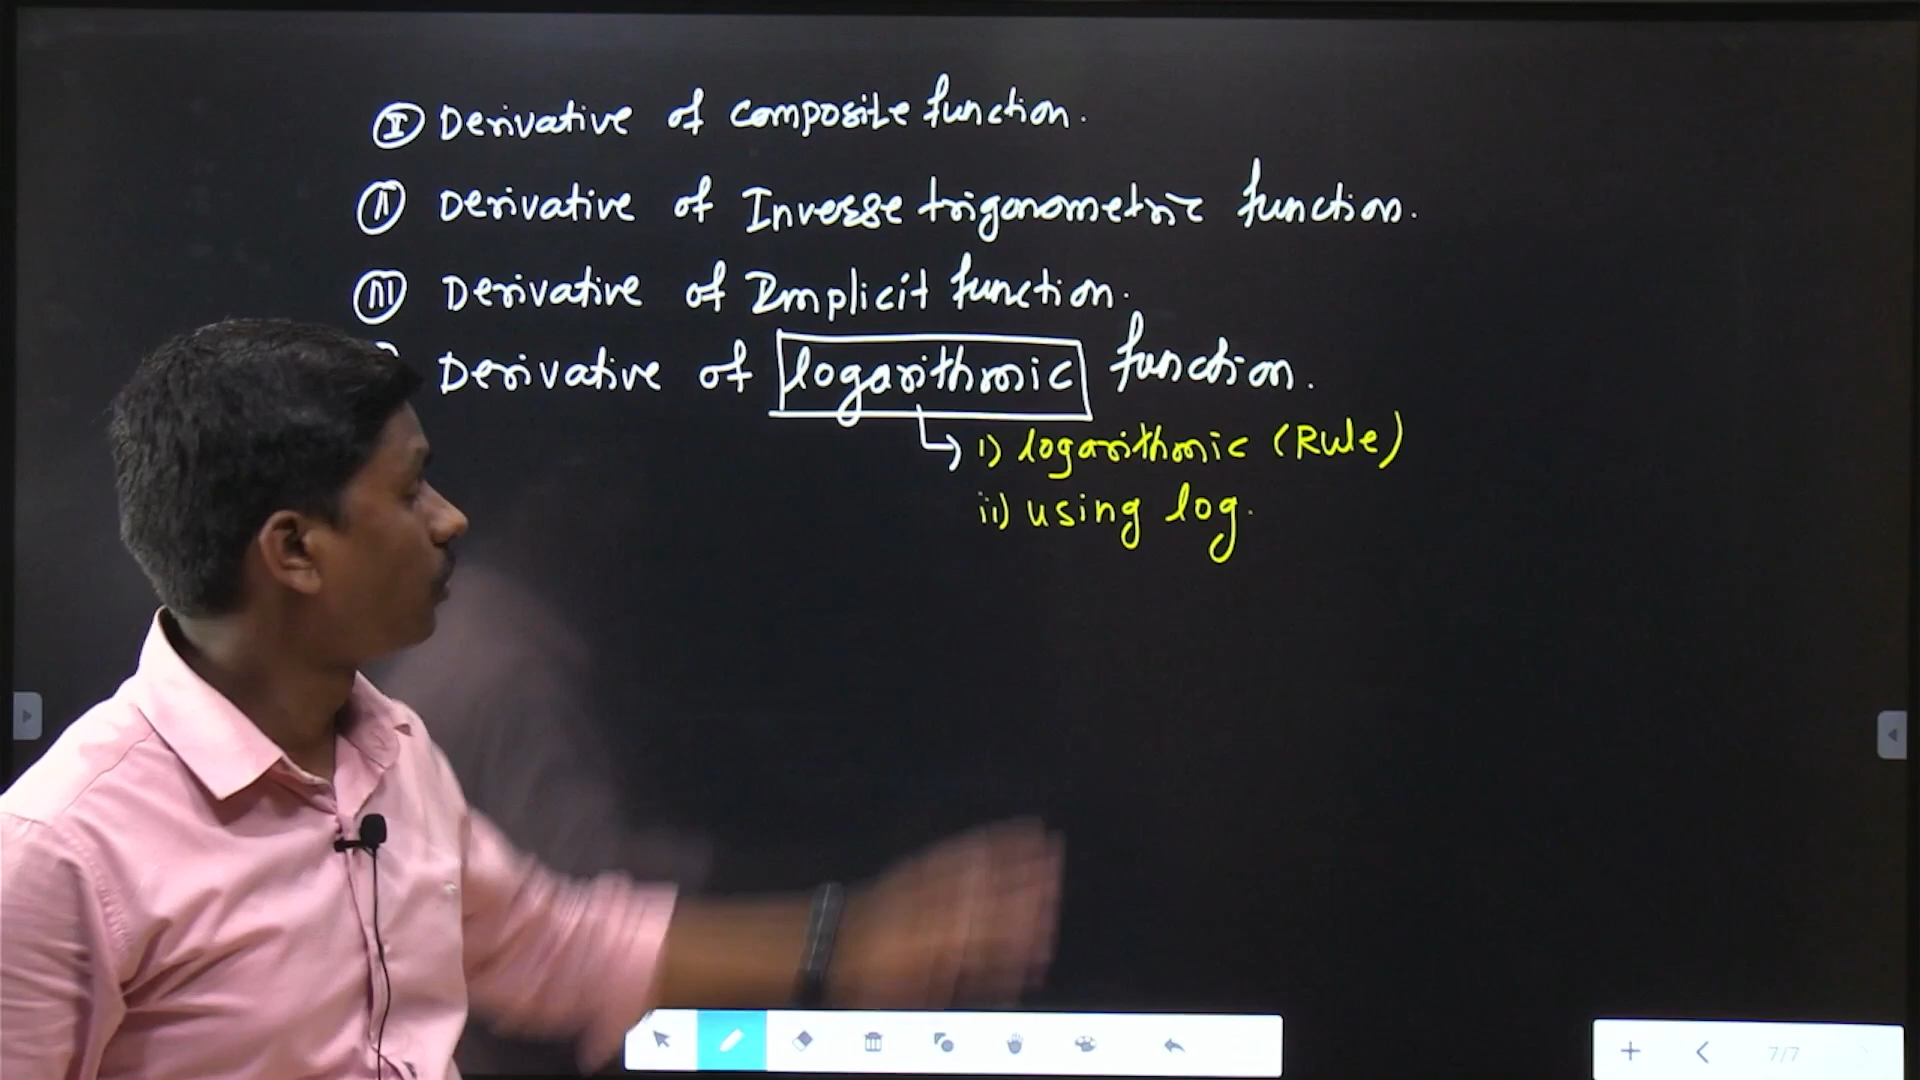 Ⓘ Derivative of composite function.
Ⓘⓘ Derivative of Inverse trigonometric function.
(III) Derivative of Implicit function.
Derivative of logarithmic function.
i) logarithmic (Rule)
ii) using log.
7/7